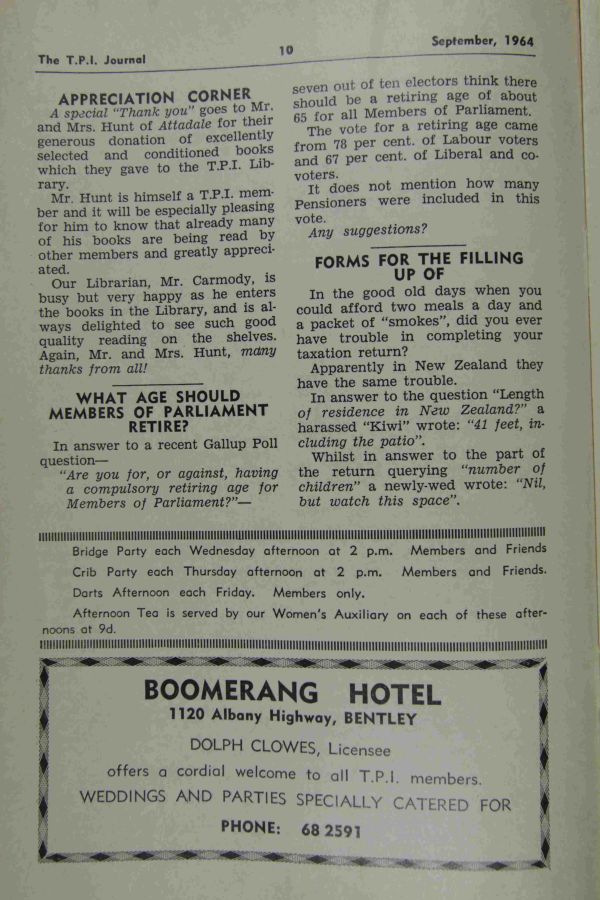 The T.P.I. Journal
10
September, 1964
APPRECIATION CORNER
A special "Thank you" goes to Mr.
and Mrs. Hunt of Attadale for their
generous donation of excellently
selected and conditioned books
which they gave to the T.P.I. Lib-
rary.
Mr. Hunt is himself a T.P.I. mem-
ber and it will be especially pleasing
for him to know that already many
of his books are being read by
other members and greatly appreci-
ated.
Our Librarian, Mr. Carmody, is
busy but very happy as he enters
the books in the Library, and is al-
ways delighted to see such good
quality reading on the shelves.
Again, Mr. and Mrs. Hunt, many
thanks from all!
WHAT AGE SHOULD
MEMBERS OF PARLIAMENT
RETIRE?
In answer to a recent Gallup Poll
question—
"Are you for, or against, having
a compulsory retiring age for
Members of Parliament?"—
seven out of ten electors think there
should be a retiring age of about
65 for all Members of Parliament.
The vote for a retiring age came
from 78 per cent. of Labour voters
and 67 per cent. of Liberal and co-
voters.
It does not mention how many
Pensioners were included in this
vote.
Any suggestions?
FORMS FOR THE FILLING
UP OF
In the good old days when you
could afford two meals a day and
a packet of "smokes", did you ever
have trouble in completing your
taxation return?
Apparently in New Zealand they
have the same trouble.
In answer to the question "Length
of residence in New Zealand?" a
harassed "Kiwi" wrote: "41 feet, in-
cluding the patio".
Whilst in answer to the part of
the return querying "number of
children" a newly-wed wrote: "Nil,
but watch this space".
Bridge Party each Wednesday afternoon at 2 p.m. Members and Friends
Crib Party each Thursday afternoon at 2 p.m. Members and Friends.
Darts Afternoon each Friday. Members only.
Afternoon Tea is served by our Women's Auxiliary on each of these after-
noons at 9d.
BOOMERANG HOTEL
1120 Albany Highway, BENTLEY
DOLPH CLOWES, Licensee
offers a cordial welcome to all T.P.I. members.
WEDDINGS AND PARTIES SPECIALLY CATERED FOR
PHONE: 68 2591